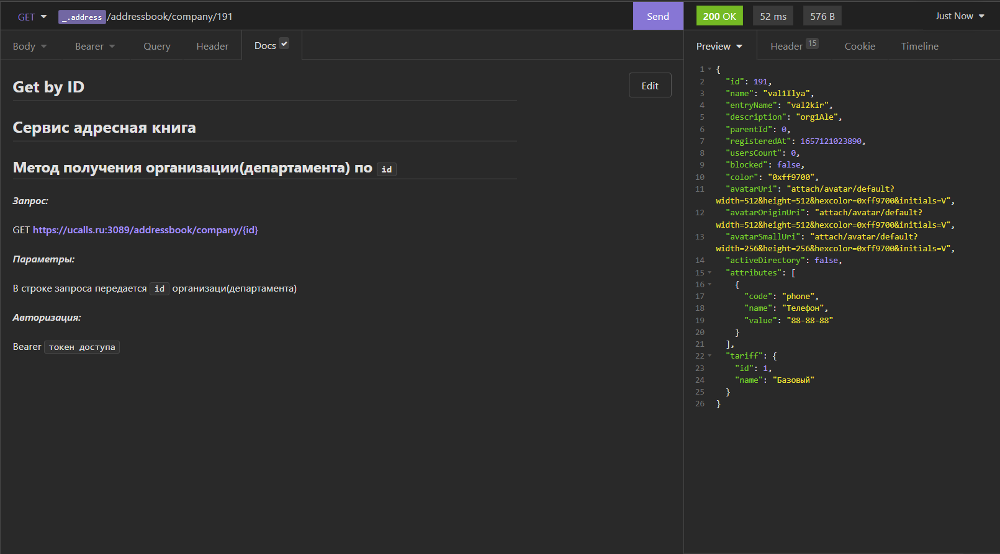 GET _.address/addressbook/company/191 Send
Body Bearer Query Header Docs
Get by ID
Edit
Сервис адресная книга
Метод получения организации(департамента) по id
Запрос:
GET https://ucalls.ru:3089/addressbook/company/{id}
Параметры:
В строке запроса передается id организаци(департамента)
Авторизация:
Bearer токен доступа
200 OK 52 ms 576 B Just Now
Preview Header 15 Cookie Timeline
1 {
2 "id": 191,
3 "name": "val1Ilya",
4 "entryName": "val2kir",
5 "description": "org1Ale",
6 "parentId": 0,
7 "registeredAt": 1657121023890,
8 "usersCount": 0,
9 "blocked": false,
10 "color": "0xff9700",
11 "avatarUri": "attach/avatar/default?
width=512&height=512&hexcolor=0xff9700&initials=V",
12 "avatarOriginUri": "attach/avatar/default?
width=512&height=512&hexcolor=0xff9700&initials=V",
13 "avatarSmallUri": "attach/avatar/default?
width=256&height=256&hexcolor=0xff9700&initials=V",
14 "activeDirectory": false,
15 "attributes": [
16 {
17 "code": "phone",
18 "name": "Телефон",
19 "value": "88-88-88"
20 }
21 ],
22 "tariff": {
23 "id": 1,
24 "name": "Базовый"
25 }
26 }